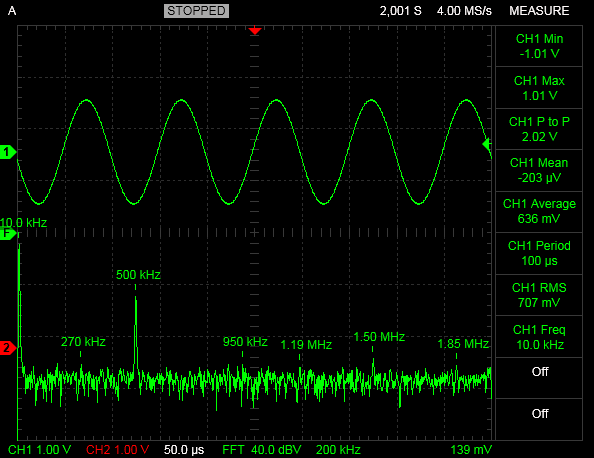 A STOPPED 2,001 S 4.00 MS/s MEASURE
CH1 Min
-1.01 V
CH1 Max
1.01 V
CH1 P to P
2.02 V
1
CH1 Mean
-203 µV
CH1 Average
636 mV
10.0 kHz
F
CH1 Period
100 µs
500 kHz
CH1 RMS
707 mV
CH1 Freq
10.0 kHz
270 kHz 950 kHz 1.19 MHz 1.50 MHz 1.85 MHz
2
Off
Off
CH1 1.00 V CH2 1.00 V 50.0 µs FFT 40.0 dBV 200 kHz 139 mV